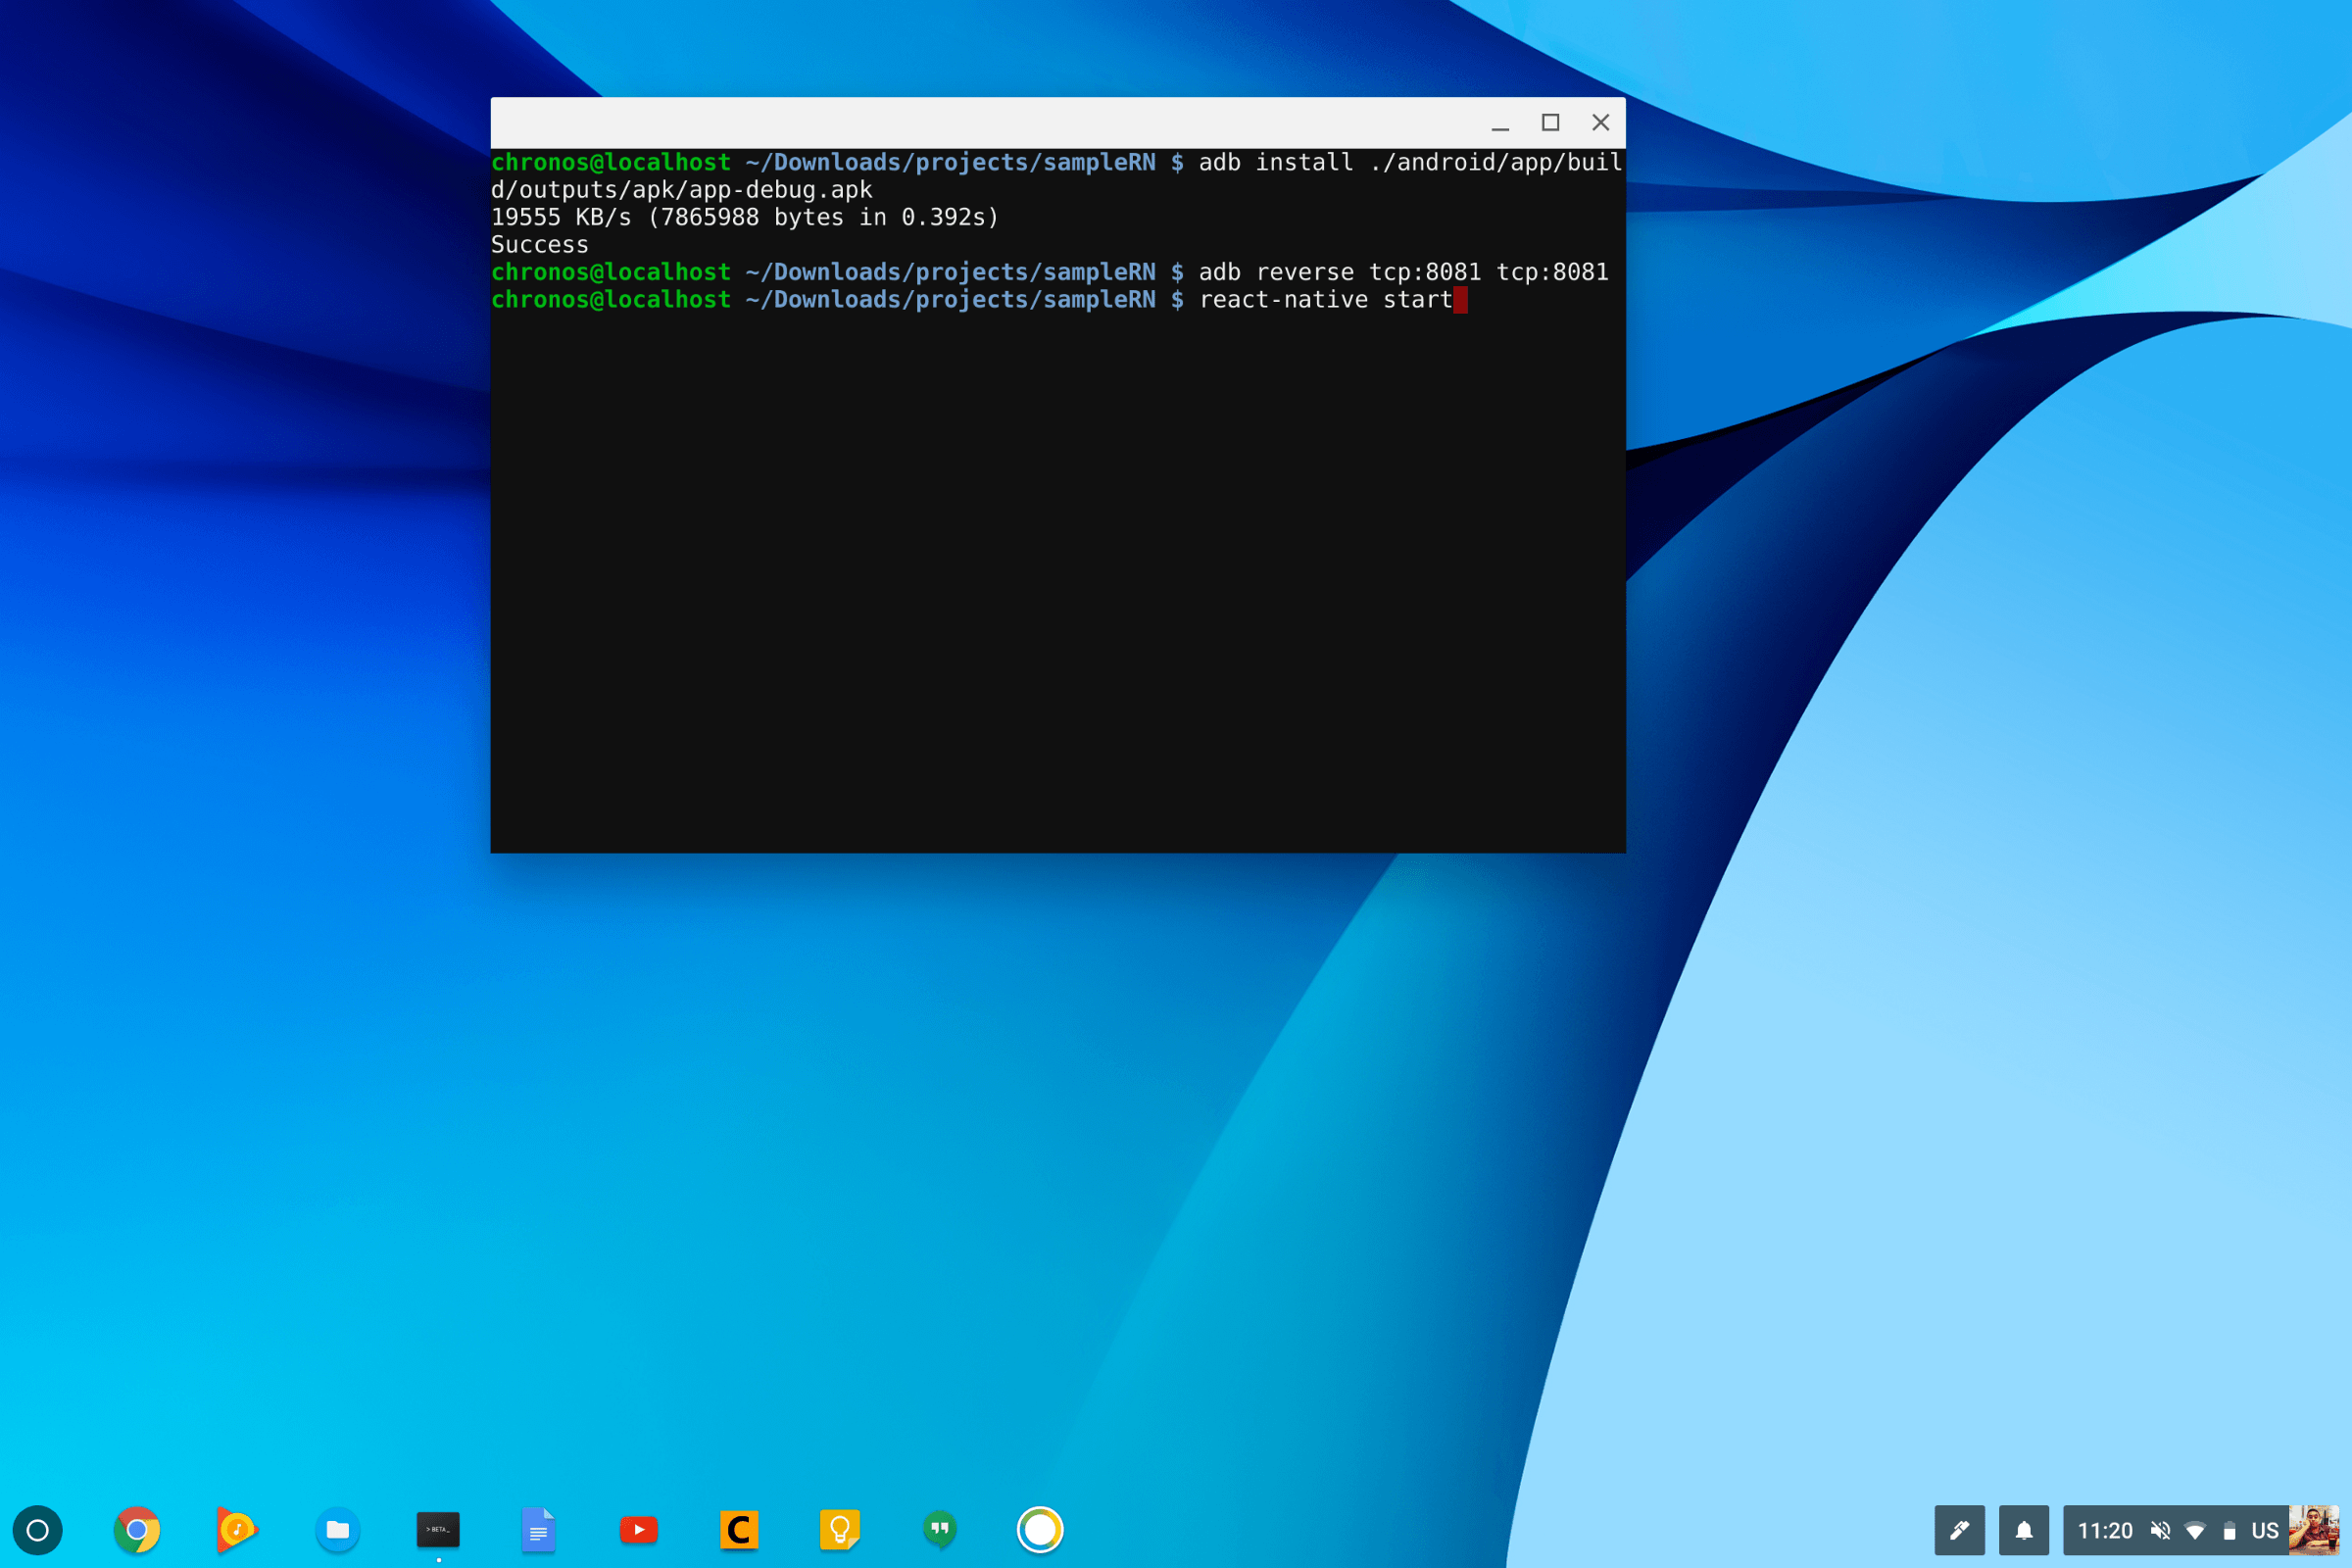 chronos@localhost ~/Downloads/projects/sampleRN $ adb install ./android/app/buil
d/outputs/apk/app-debug.apk
19555 KB/s (7865988 bytes in 0.392s)
Success
chronos@localhost ~/Downloads/projects/sampleRN $ adb reverse tcp:8081 tcp:8081
chronos@localhost ~/Downloads/projects/sampleRN $ react-native start
>BETA_
C
11:20 US